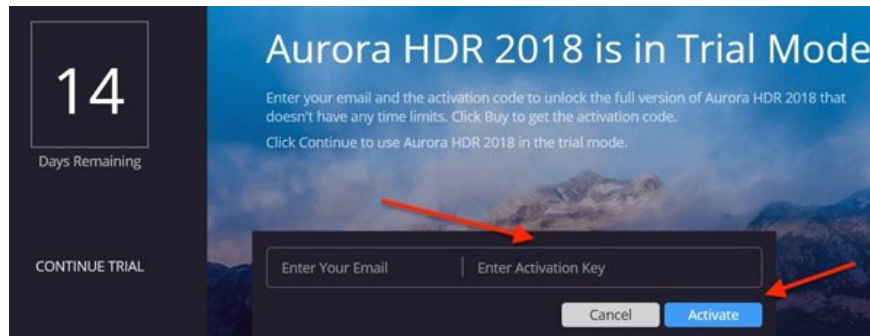 14
Days Remaining
CONTINUE TRIAL
Aurora HDR 2018 is in Trial Mode
Enter your email and the activation code to unlock the full version of Aurora HDR 2018 that
doesn't have any time limits. Click Buy to get the activation code.
Click Continue to use Aurora HDR 2018 in the trial mode.
Enter Your Email
Enter Activation Key
Cancel
Activate